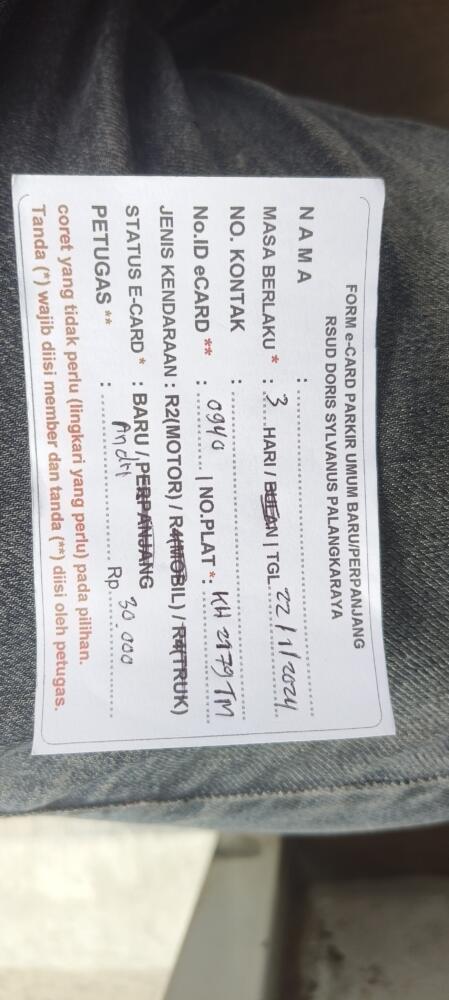 FORM e-CARD PARKIR UMUM BARU/PERPANJANG
RSUD DORIS SYLVANUS PALANGKARAYA
NAMA :
MASA BERLAKU * : 3 HARI / BULAN | TGL. 22/1/2024
NO. KONTAK :
No.ID eCARD ** : 0940 | NO.PLAT *: KH 2979 TM
JENIS KENDARAAN : R2(MOTOR) / R4(MOBIL) / R4(TRUK)
STATUS E-CARD * : BARU / PERPANJANG
PETUGAS ** : Andri Rp. 30.000
coret yang tidak perlu (lingkari yang perlu) pada pilihan.
Tanda (*) wajib diisi member dan tanda (**) diisi oleh petugas.